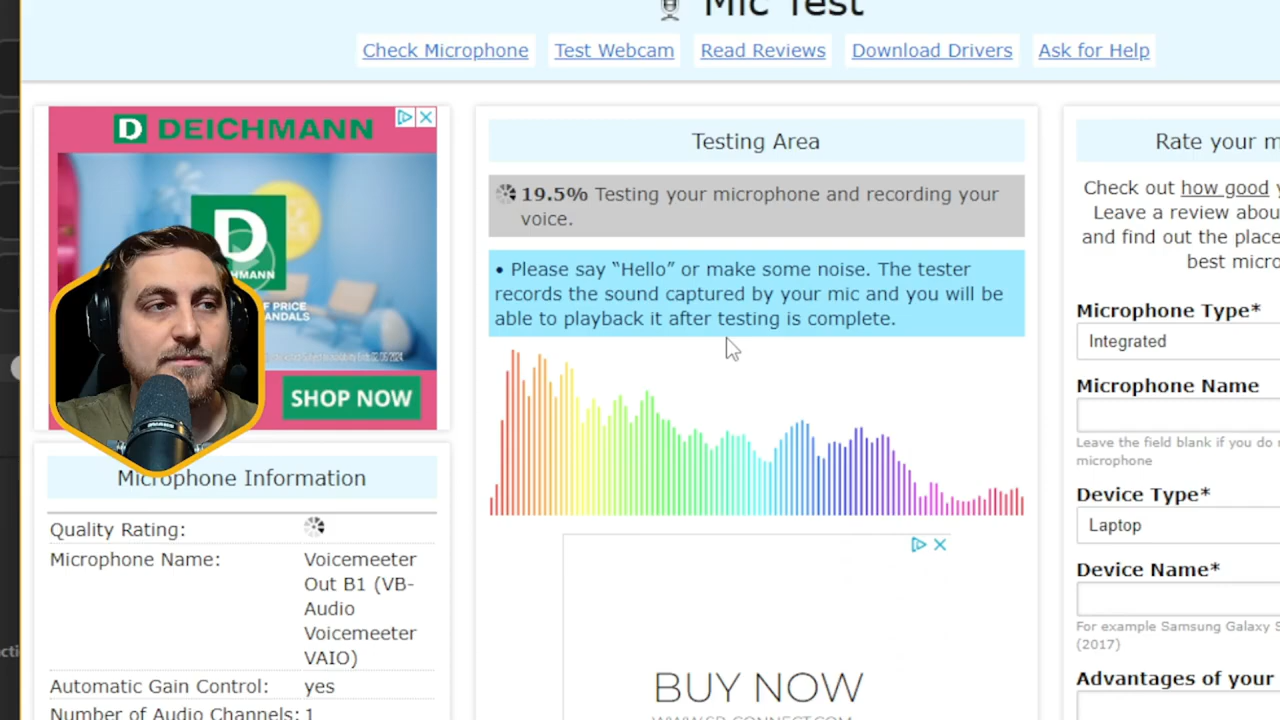 Mic Test
Check Microphone
Test Webcam
Read Reviews
Download Drivers
Ask for Help
D DEICHMANN
D
SHOP NOW
Microphone Information
Quality Rating:
Microphone Name:
Voicemeeter
Out B1 (VB-
Audio
Voicemeeter
VAIO)
Automatic Gain Control: yes
Number of Audio Channels: 1
Testing Area
19.5% Testing your microphone and recording your
voice.
• Please say “Hello” or make some noise. The tester
records the sound captured by your mic and you will be
able to playback it after testing is complete.
BUY NOW
Rate your
Check out how good
Leave a review
and find out the place
best
Microphone Type*
Integrated
Microphone Name
Leave the field blank if you do
microphone
Device Type*
Laptop
Device Name*
For example Samsung Galaxy S
(2017)
Advantages of your